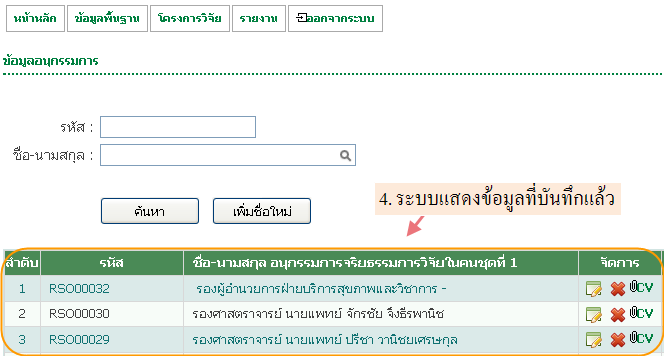 หน้าหลัก ข้อมูลพื้นฐาน โครงการวิจัย รายงาน ออกจากระบบ
ข้อมูลอนุกรรมการ
รหัส :
ชื่อ-นามสกุล :
ค้นหา เพิ่มชื่อใหม่
4. ระบบแสดงข้อมูลที่บันทึกแล้ว
ลำดับ รหัส ชื่อ-นามสกุล อนุกรรมการจริยธรรมการวิจัยในคนชุดที่ 1 จัดการ
1 RSO00032 รองผู้อำนวยการฝ่ายบริการสุขภาพและวิชาการ - CV
2 RSO00030 รองศาสตราจารย์ นายแพทย์ จักรชัย จึงธีรพานิช CV
3 RSO00029 รองศาสตราจารย์ นายแพทย์ ปรีชา วานิชยเศรษฐกุล CV